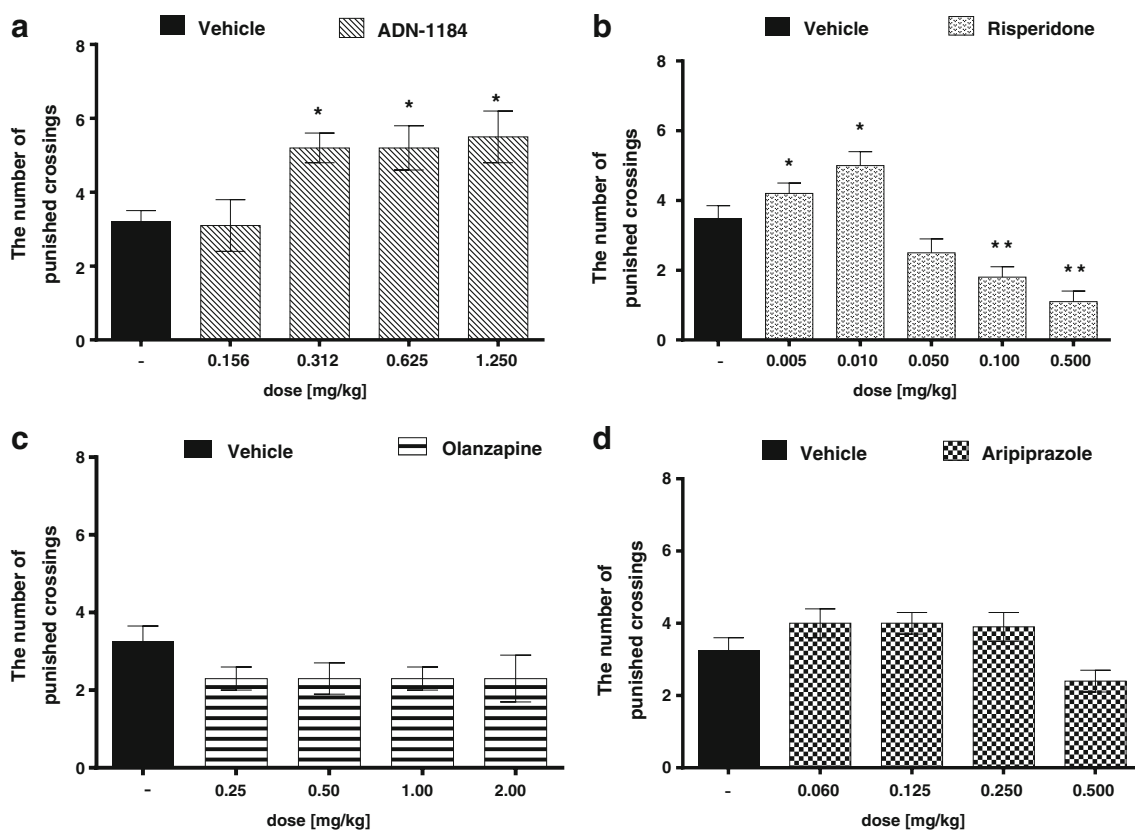 a
Vehicle
ADN-1184
The number of
punished crossings
8
6
4
2
0
*
*
*
-
0.156
0.312
0.625
1.250
dose [mg/kg]
b
Vehicle
Risperidone
The number of
punished crossings
8
6
4
2
0
*
*
**
**
-
0.005
0.010
0.050
0.100
0.500
dose [mg/kg]
c
Vehicle
Olanzapine
The number of
punished crossings
8
6
4
2
0
-
0.25
0.50
1.00
2.00
dose [mg/kg]
d
Vehicle
Aripiprazole
The number of
punished crossings
8
6
4
2
0
-
0.060
0.125
0.250
0.500
dose [mg/kg]